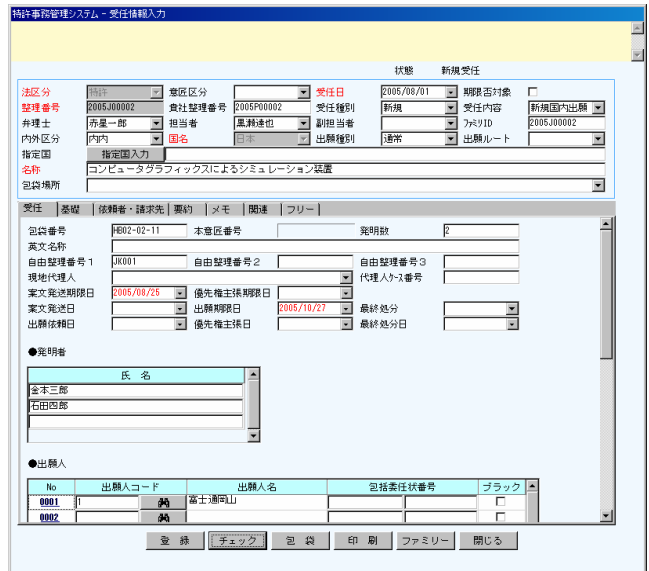 特許事務管理システム - 受任情報入力
状態 新規受任
法区分 特許 意匠区分 受任日 2005/08/01 期限否対象
整理番号 2005J00002 貴社整理番号 2005P00002 受任種別 新規 受任内容 新規国内出願
弁理士 赤星一郎 担当者 黒瀬達也 副担当者 ファミリID 2005J00002
内外区分 内内 国名 日本 出願種別 通常 出願ルート
指定国 指定国入力
名称 コンピュータグラフィックスによるシミュレーション装置
包袋場所
受任 基礎 依頼者・請求先 要約 メモ 関連 フリー
包袋番号 HB02-02-11 本意匠番号 発明数 2
英文名称
自由整理番号1 JK001 自由整理番号2 自由整理番号3
現地代理人 代理人ケース番号
案文発送期限日 2005/08/25 優先権主張期限日
案文発送日 出願期限日 2005/10/27 最終処分
出願依頼日 優先権主張日 最終処分日
●発明者
氏 名
金本三郎
石田四郎
●出願人
No 出願人コード 出願人名 包括委任状番号 ブラック
0001 1 富士通岡山
0002
登 録 チェック 包 袋 印 刷 ファミリー 閉じる